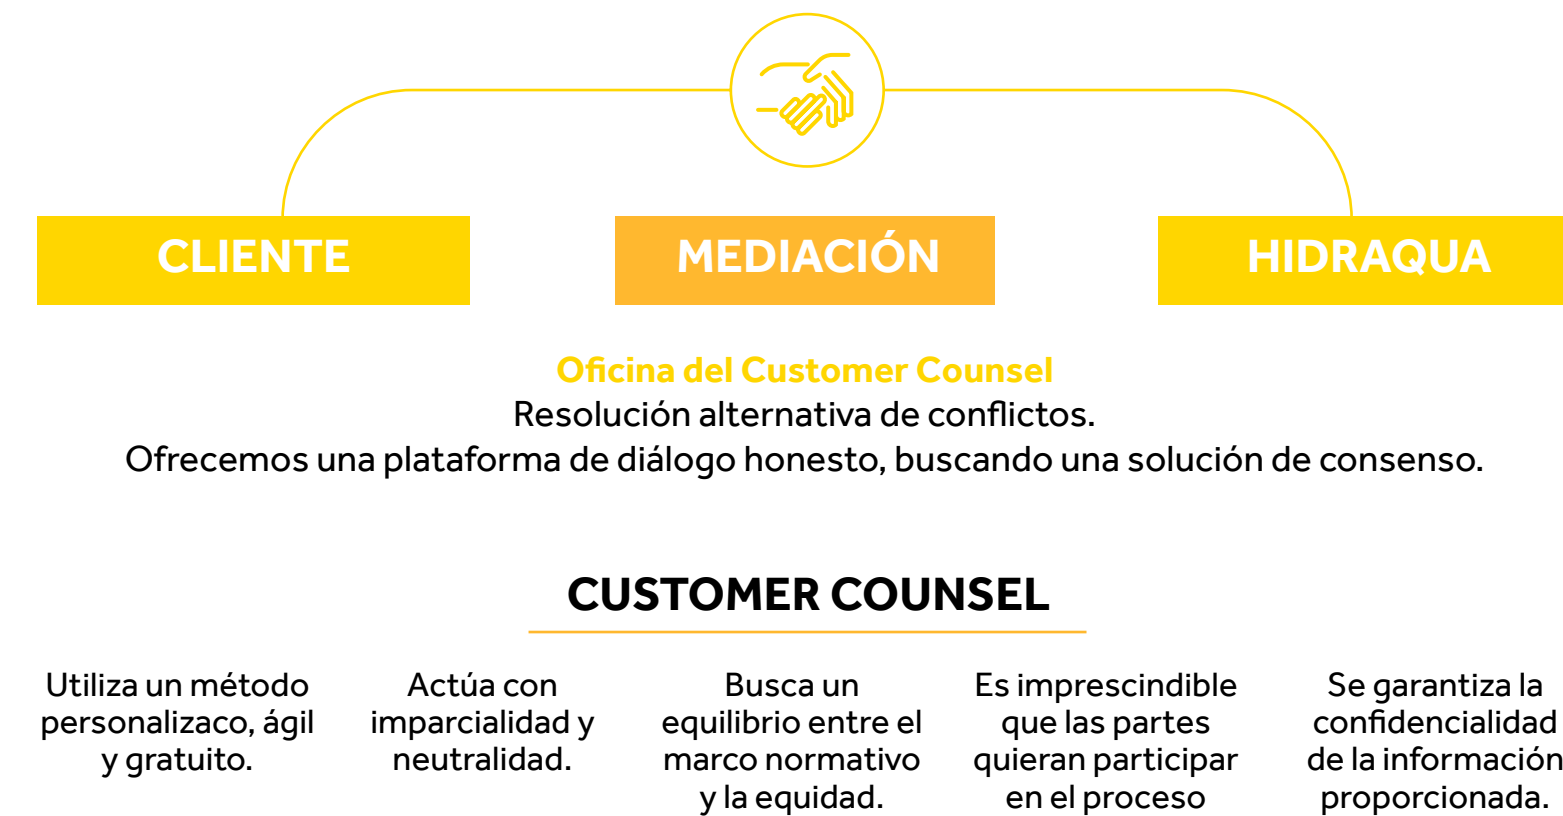 CLIENTE
MEDIACIÓN
HIDRAQUA
Oficina del Customer Counsel
Resolución alternativa de conflictos.
Ofrecemos una plataforma de diálogo honesto, buscando una solución de consenso.
CUSTOMER COUNSEL
Utiliza un método
personalizaco, ágil
y gratuito.
Actúa con
imparcialidad y
neutralidad.
Busca un
equilibrio entre el
marco normativo
y la equidad.
Es imprescindible
que las partes
quieran participar
en el proceso
Se garantiza la
confidencialidad
de la información
proporcionada.